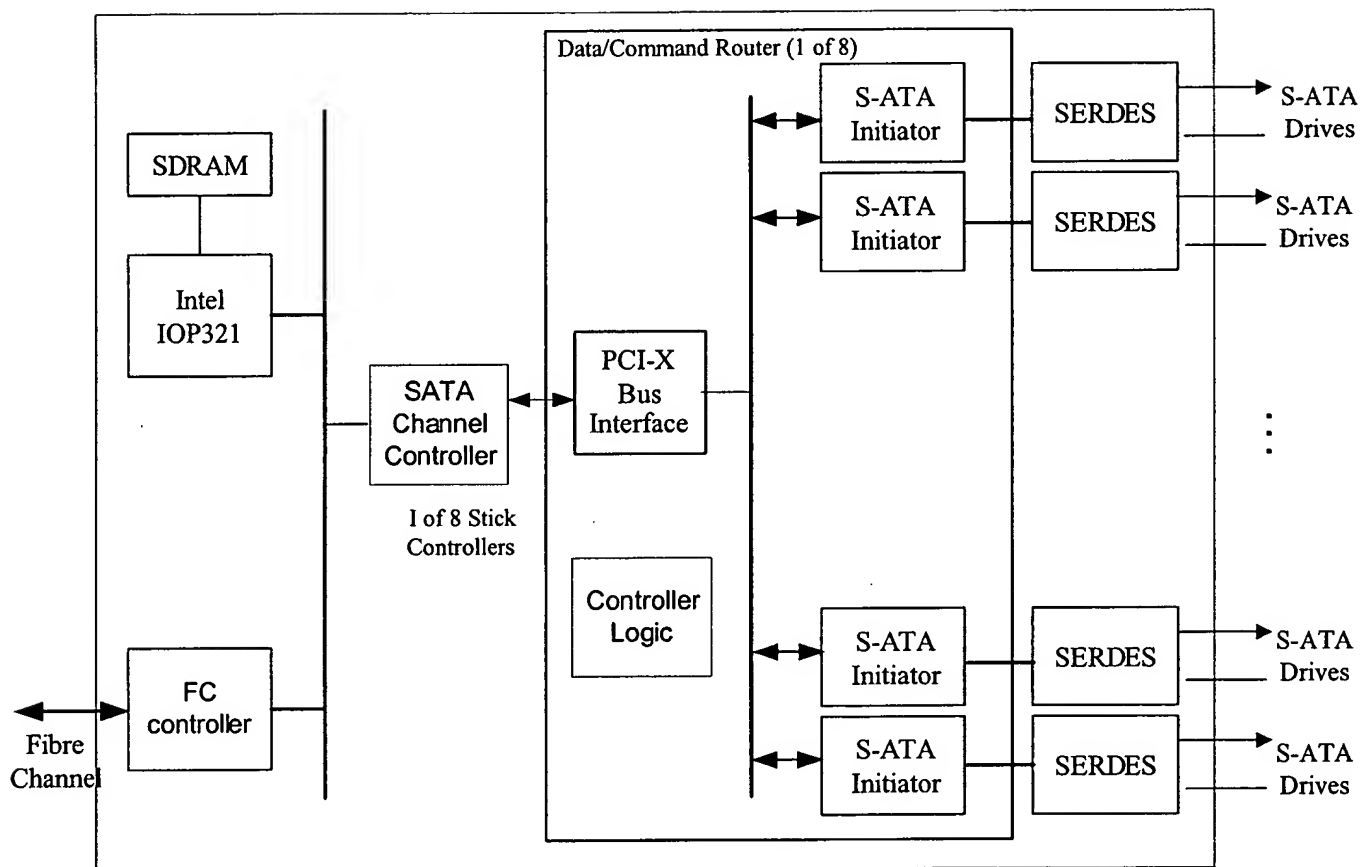 Data/Command Router (1 of 8)
SDRAM
Intel
IOP321
SATA
Channel
Controller
I of 8 Stick
Controllers
FC
controller
Fibre
Channel
PCI-X
Bus
Interface
Controller
Logic
S-ATA
Initiator
SERDES
S-ATA
Drives
S-ATA
Initiator
SERDES
S-ATA
Drives
S-ATA
Initiator
SERDES
S-ATA
Drives
S-ATA
Initiator
SERDES
S-ATA
Drives